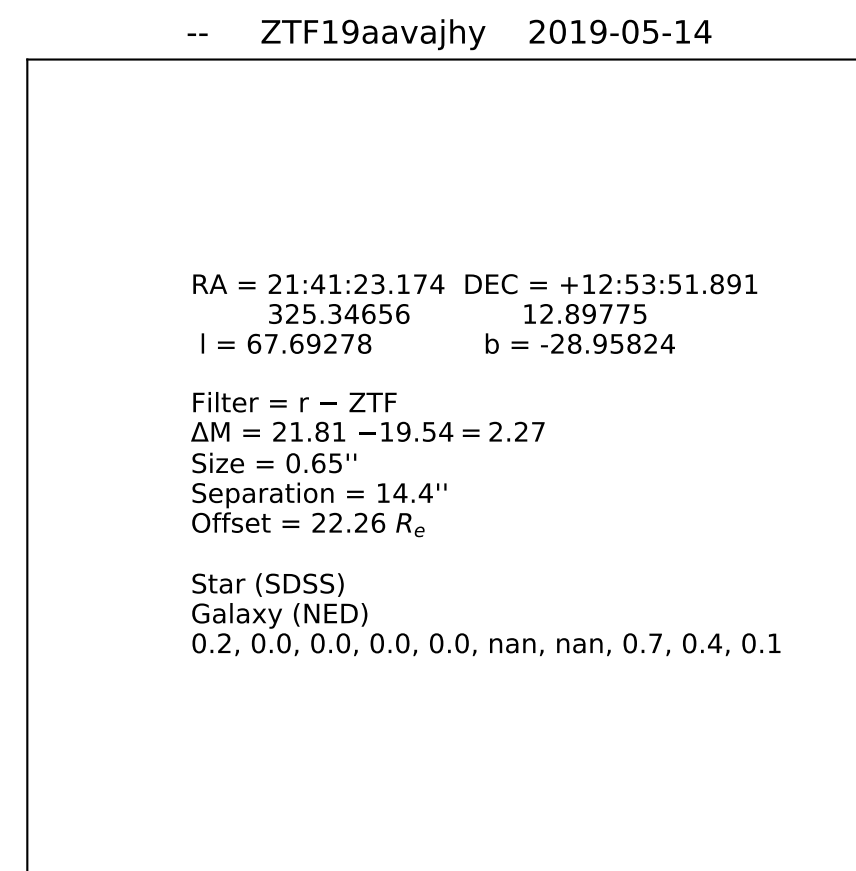 -- ZTF19aavajhy 2019-05-14
RA = 21:41:23.174 DEC = +12:53:51.891
325.34656 12.89775
l = 67.69278 b = -28.95824
Filter = r − ZTF
ΔM = 21.81 −19.54 = 2.27
Size = 0.65''
Separation = 14.4''
Offset = 22.26 Re
Star (SDSS)
Galaxy (NED)
0.2, 0.0, 0.0, 0.0, 0.0, nan, nan, 0.7, 0.4, 0.1